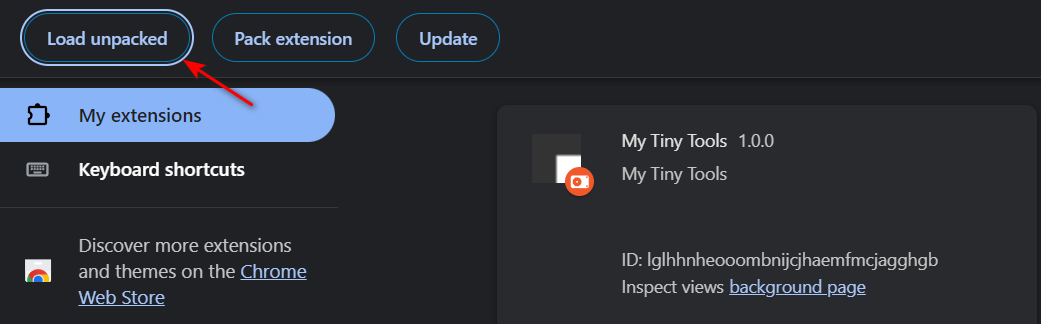 Load unpacked
Pack extension
Update
My extensions
Keyboard shortcuts
Discover more extensions
and themes on the Chrome
Web Store
My Tiny Tools 1.0.0
My Tiny Tools
ID: lglhhnheooombnijcjhaemfmcjagghgb
Inspect views background page